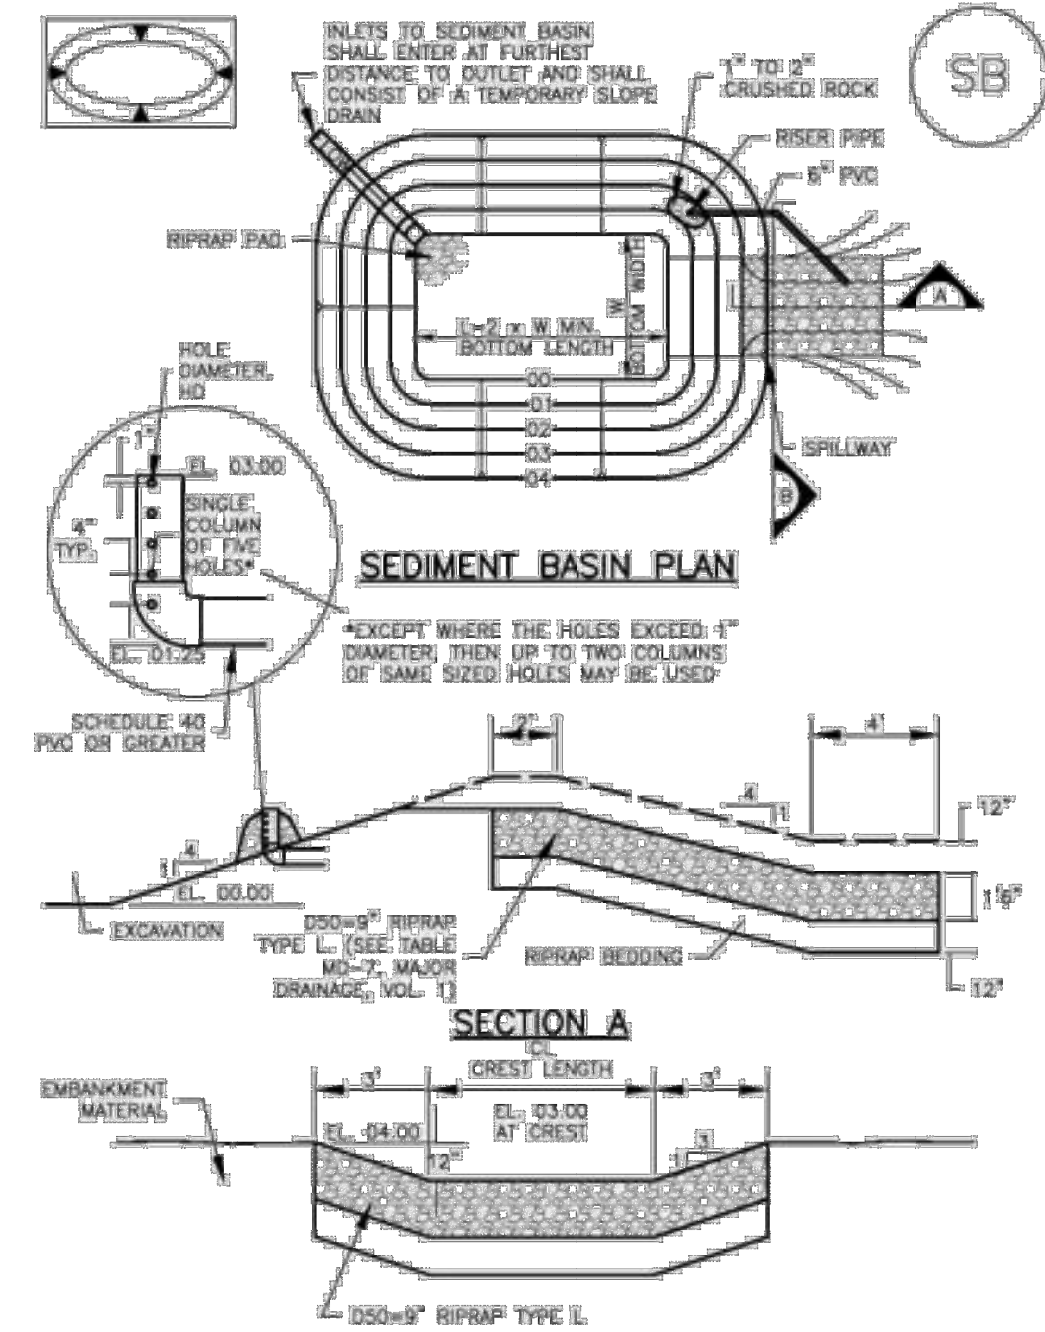 INLETS TO SEDIMENT BASIN
SHALL ENTER AT FURTHEST
DISTANCE TO OUTLET AND SHALL
CONSIST OF A TEMPORARY SLOPE
DRAIN
1" TO 2"
CRUSHED ROCK
SB
RISER PIPE
6" PVC
RIPRAP PAD
A
W
BOTTOM WIDTH
L=2 x W MIN.
BOTTOM LENGTH
00
01
02
03
04
HOLE
DIAMETER,
HD
SPILLWAY
B
1"
EL. 03.00
4"
TYP.
SINGLE
COLUMN
OF FIVE
HOLES*
EL. 01.25
SCHEDULE 40
PVC OR GREATER
SEDIMENT BASIN PLAN
*EXCEPT WHERE THE HOLES EXCEED 1"
DIAMETER, THEN UP TO TWO COLUMNS
OF SAME SIZED HOLES MAY BE USED
2'
4'
4
1
12"
4
1
EL. 00.00
EXCAVATION
D50=9" RIPRAP
TYPE L. (SEE TABLE
MD-7, MAJOR
DRAINAGE, VOL. 1)
RIPRAP BEDDING
1'6"
12"
SECTION A
CL
CREST LENGTH
3'
3'
EMBANKMENT
MATERIAL
EL. 04.00
EL. 03.00
AT CREST
12"
3
1
D50=9" RIPRAP TYPE L